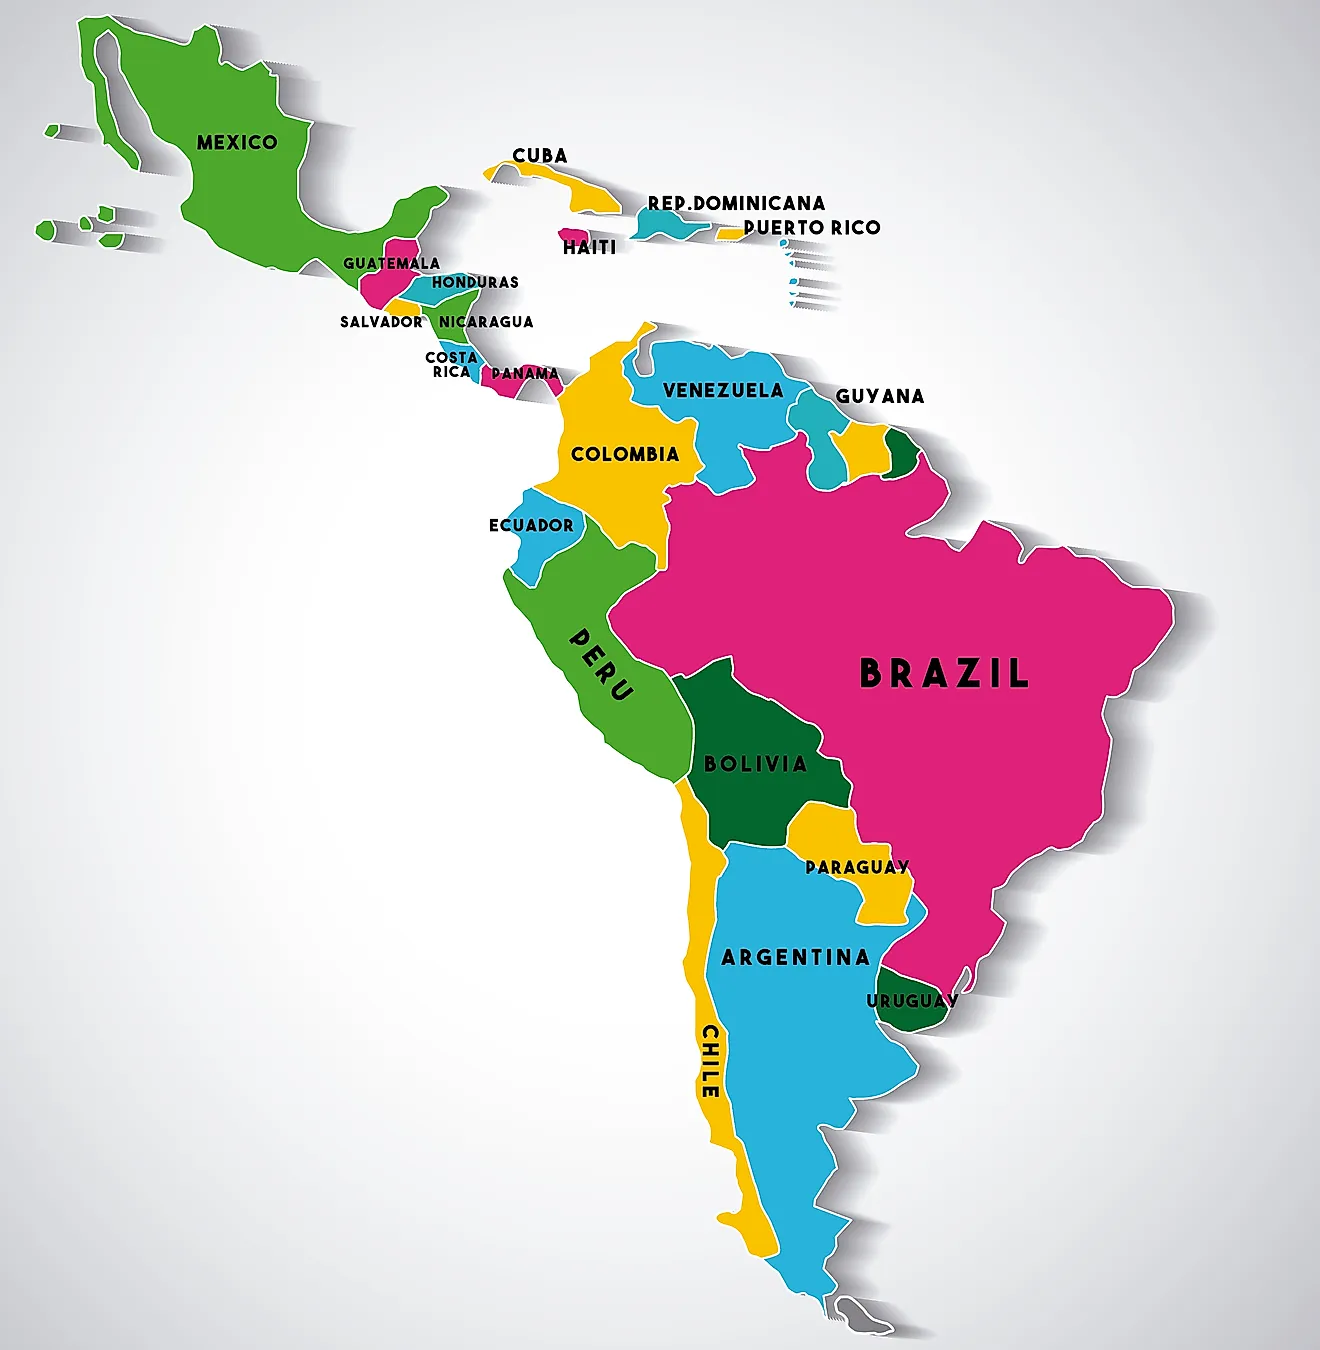 MEXICO
CUBA
REP.DOMINICANA
PUERTO RICO
HAITI
GUATEMALA
HONDURAS
SALVADOR
NICARAGUA
COSTA
RICA
PANAMA
VENEZUELA
GUYANA
COLOMBIA
ECUADOR
PERU
BRAZIL
BOLIVIA
PARAGUAY
ARGENTINA
URUGUAY
CHILE